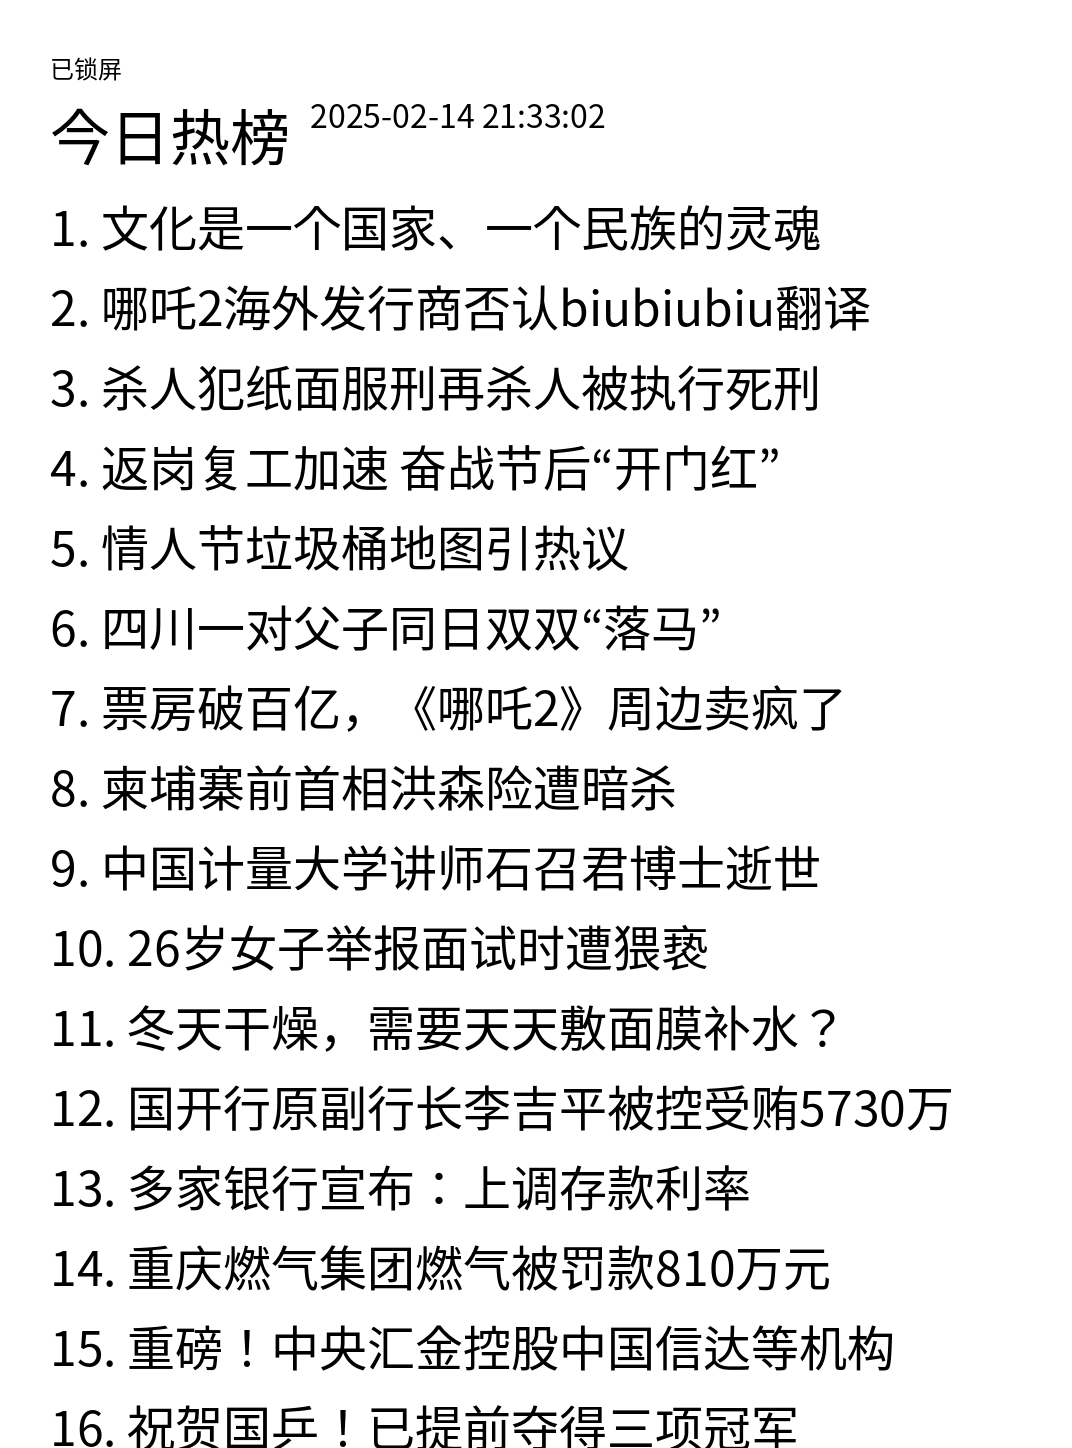 已锁屏
今日热榜 2025-02-14 21:33:02
1. 文化是一个国家、一个民族的灵魂
2. 哪吒2海外发行商否认biubiubiu翻译
3. 杀人犯纸面服刑再杀人被执行死刑
4. 返岗复工加速 奋战节后“开门红”
5. 情人节垃圾桶地图引热议
6. 四川一对父子同日双双“落马”
7. 票房破百亿，《哪吒2》周边卖疯了
8. 柬埔寨前首相洪森险遭暗杀
9. 中国计量大学讲师石召君博士逝世
10. 26岁女子举报面试时遭猥亵
11. 冬天干燥，需要天天敷面膜补水？
12. 国开行原副行长李吉平被控受贿5730万
13. 多家银行宣布：上调存款利率
14. 重庆燃气集团燃气被罚款810万元
15. 重磅！中央汇金控股中国信达等机构
16. 祝贺国乒！已提前夺得三项冠军